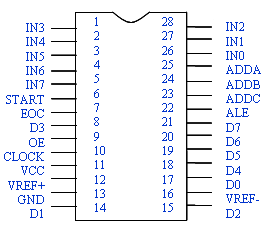 IN3 1 28 IN2
IN4 2 27 IN1
IN5 3 26 IN0
IN6 4 25 ADDA
IN7 5 24 ADDB
START 6 23 ADDC
EOC 7 22 ALE
D3 8 21 D7
OE 9 20 D6
CLOCK 10 19 D5
VCC 11 18 D4
VREF+ 12 17 D0
GND 13 16 VREF-
D1 14 15 D2